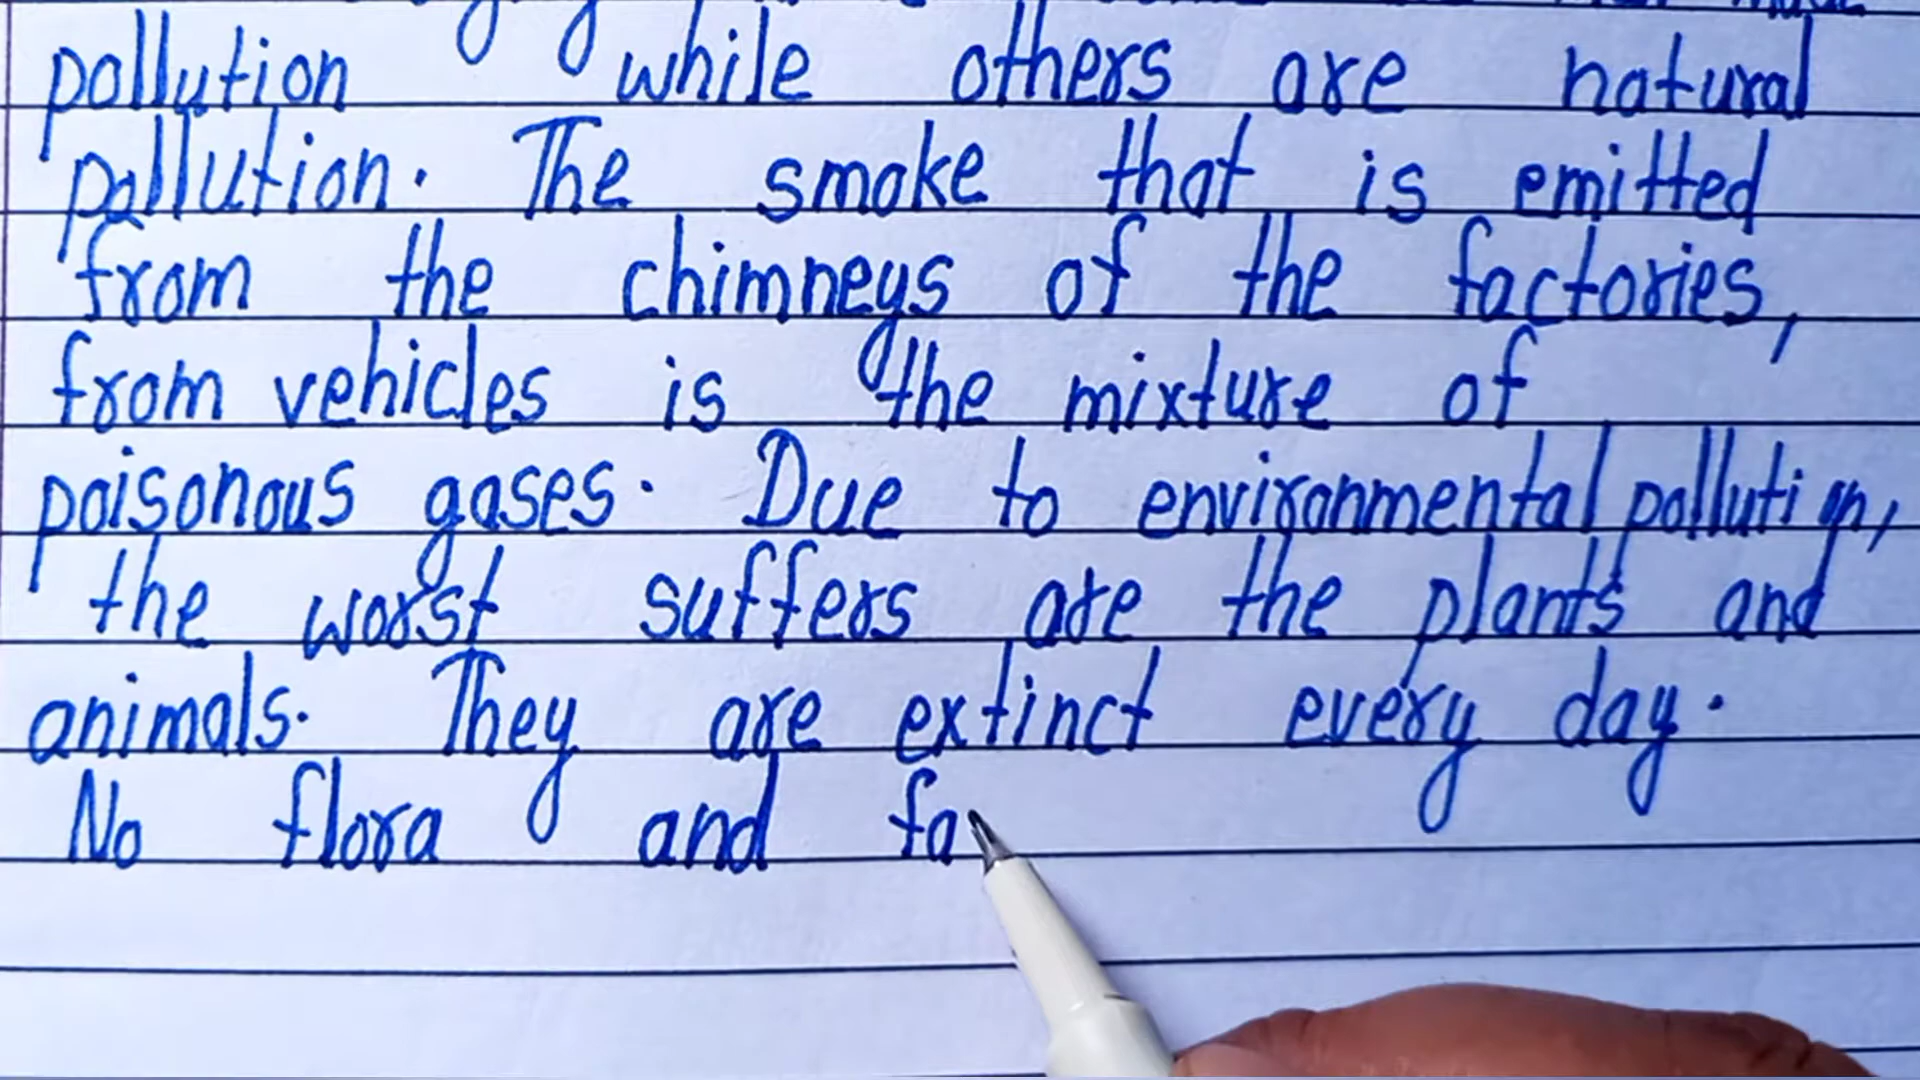 pollution while others are natural
pollution. The smoke that is emitted
from the chimneys of the factories,
from vehicles is the mixture of
poisonous gases. Due to environmental pollution,
the worst suffers are the plants and
animals. They are extinct every day.
No flora and fa